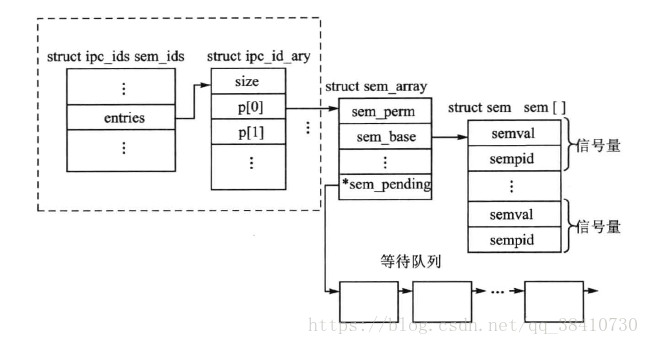 struct ipc_ids sem_ids
⋮
entries
⋮
struct ipc_id_ary
size
p[0]
p[1]
⋮
⋮
struct sem_array
sem_perm
sem_base
⋮
*sem_pending
struct sem sem [ ]
semval
sempid
⋮
semval
sempid
信号量
信号量
等待队列
···
https://blog.csdn.net/qq_38410730